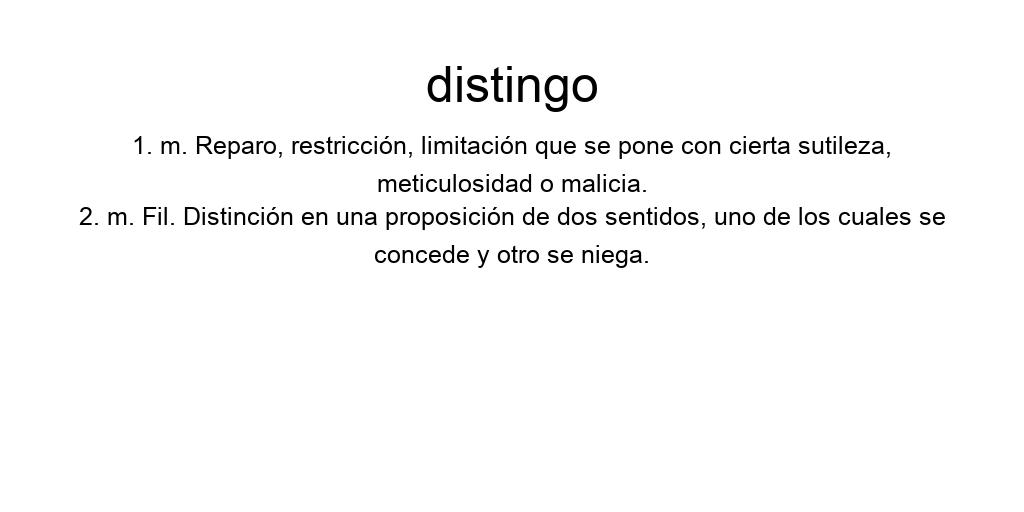 distingo
1. m. Reparo, restricción, limitación que se pone con cierta sutileza,
meticulosidad o malicia.
2. m. Fil. Distinción en una proposición de dos sentidos, uno de los cuales se
concede y otro se niega.